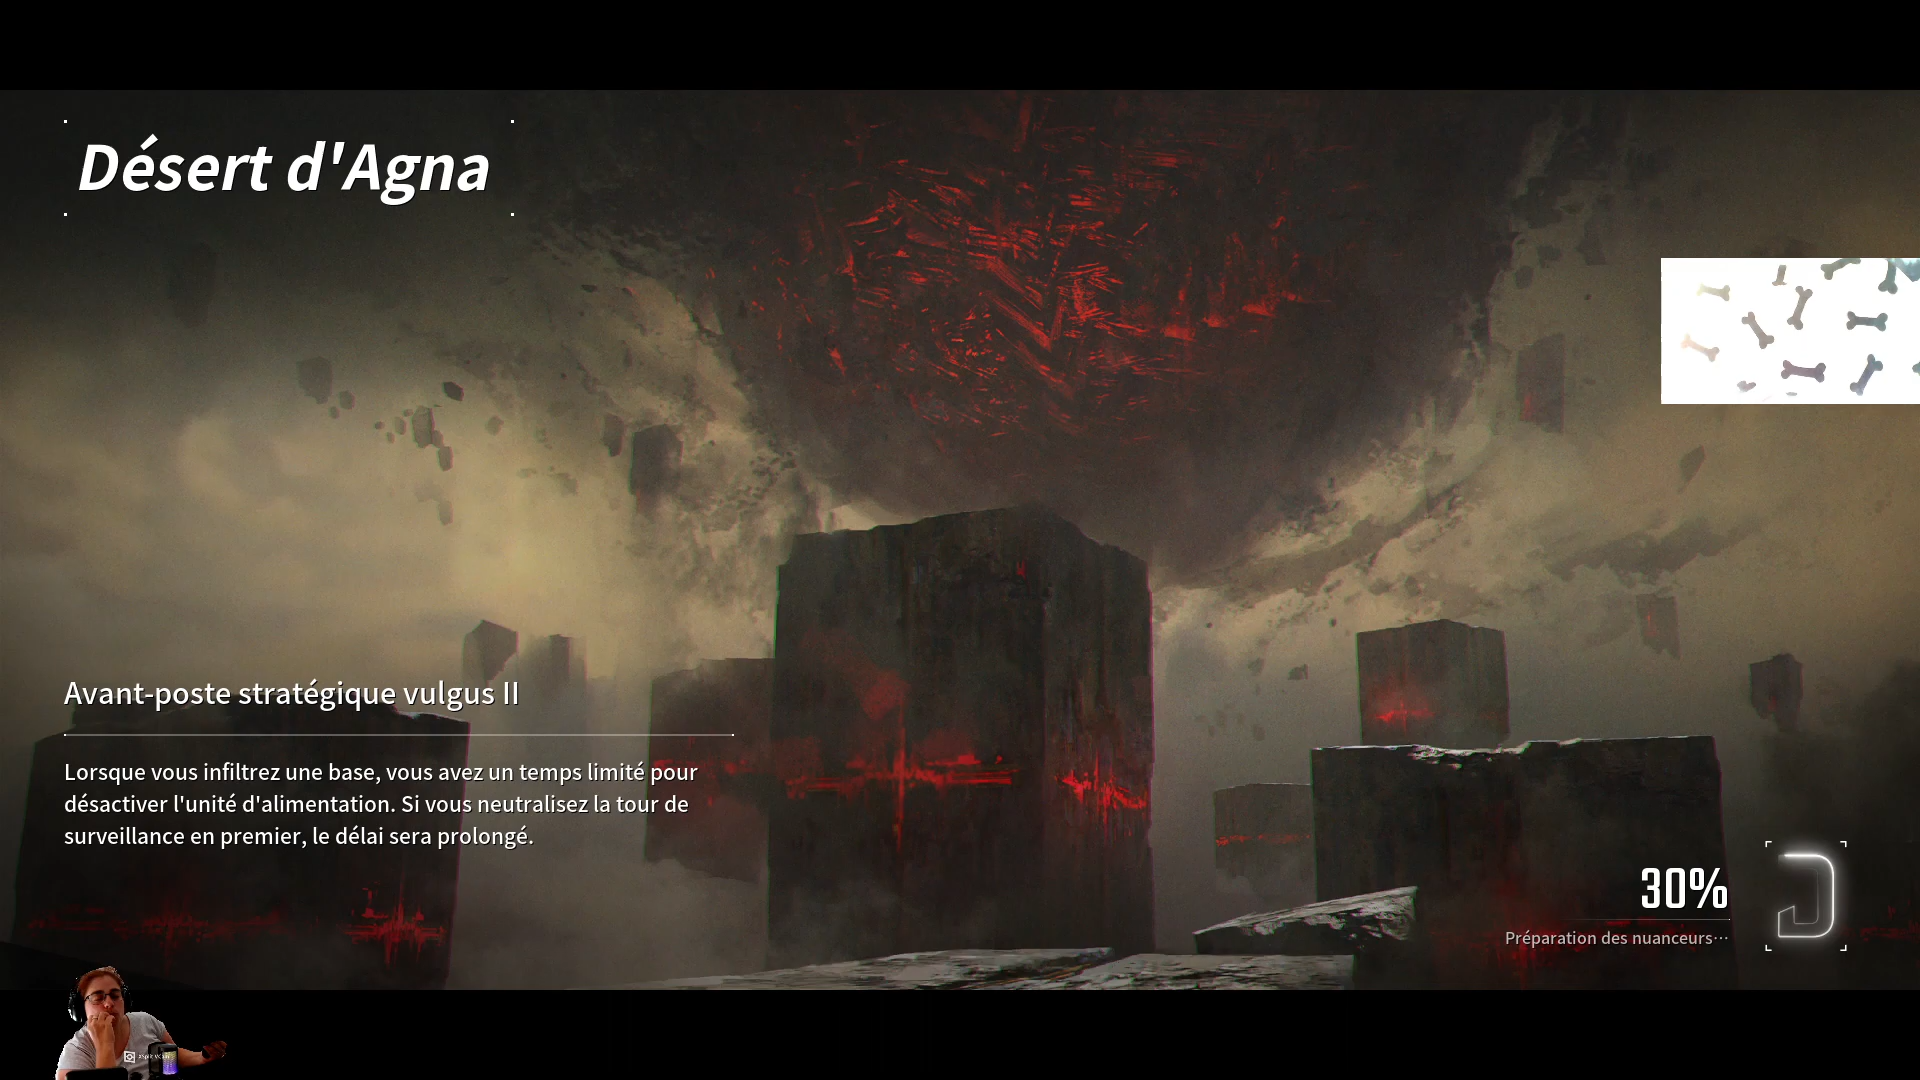 Désert d'Agna
Avant-poste stratégique vulgus II
Lorsque vous infiltrez une base, vous avez un temps limité pour
désactiver l'unité d'alimentation. Si vous neutralisez la tour de
surveillance en premier, le délai sera prolongé.
30%
Préparation des nuanceurs···
XSplit VCam